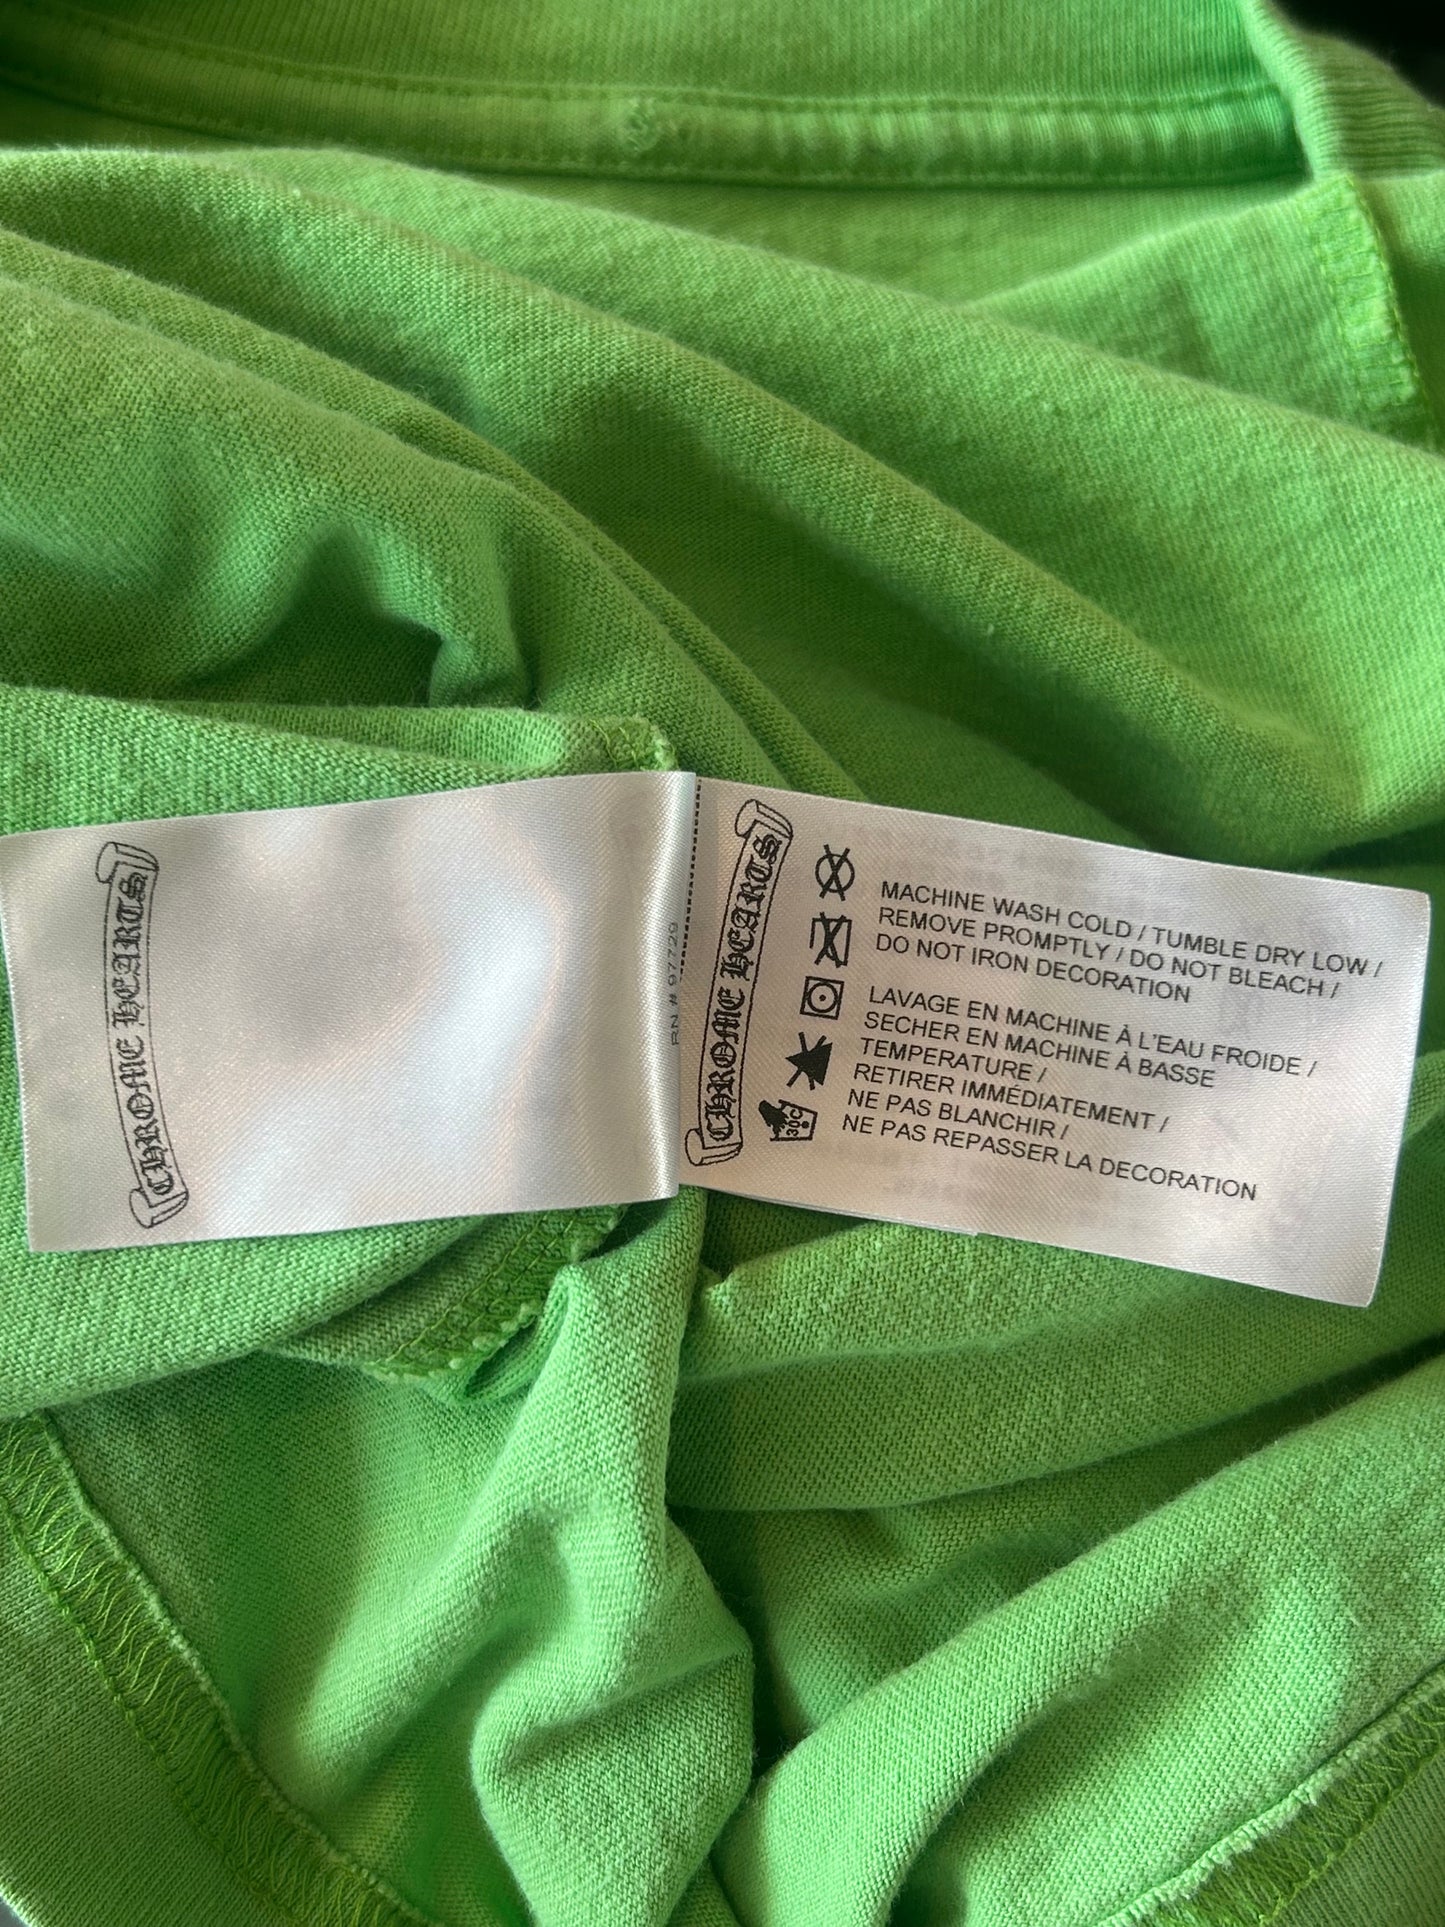 CHROME HEARTS
RN # 97729
CHROME HEARTS
MACHINE WASH COLD / TUMBLE DRY LOW /
REMOVE PROMPTLY / DO NOT BLEACH /
DO NOT IRON DECORATION
LAVAGE EN MACHINE À L'EAU FROIDE /
SECHER EN MACHINE À BASSE
TEMPERATURE /
RETIRER IMMÉDIATEMENT /
NE PAS BLANCHIR /
NE PAS REPASSER LA DECORATION
30C